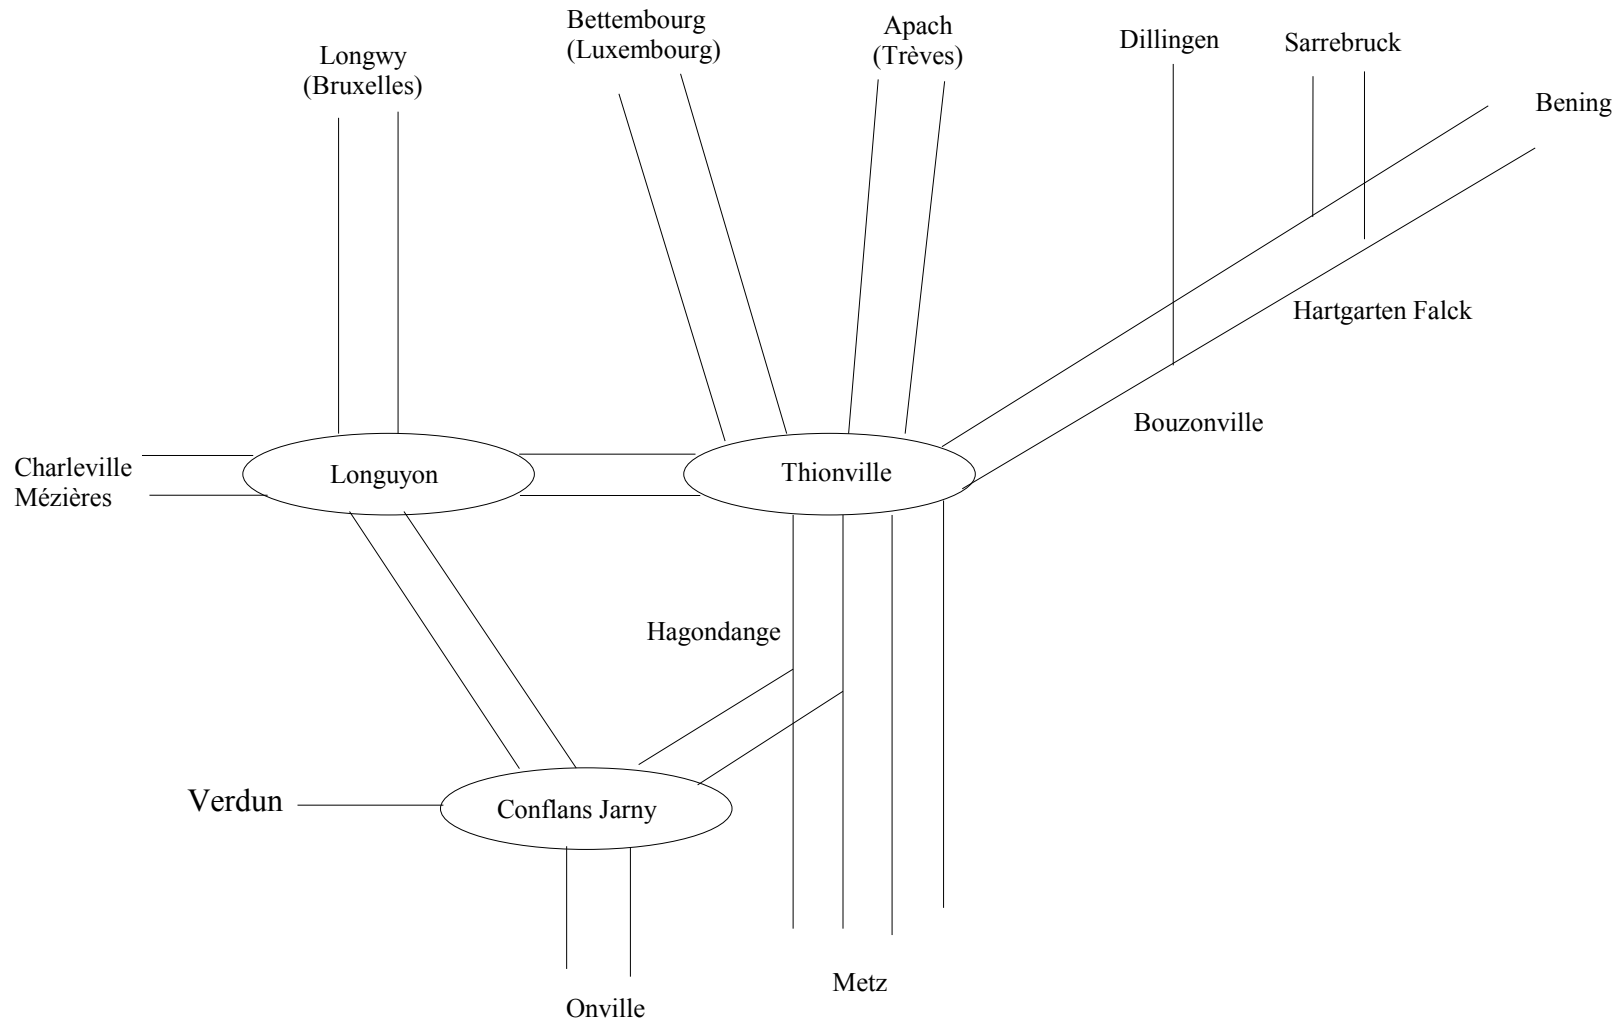 Bettembourg
(Luxembourg)
Apach
(Trèves)
Dillingen
Sarrebruck
Longwy
(Bruxelles)
Bening
Hartgarten Falck
Bouzonville
Charleville
Mézières
Longuyon
Thionville
Hagondange
Verdun
Conflans Jarny
Metz
Onville